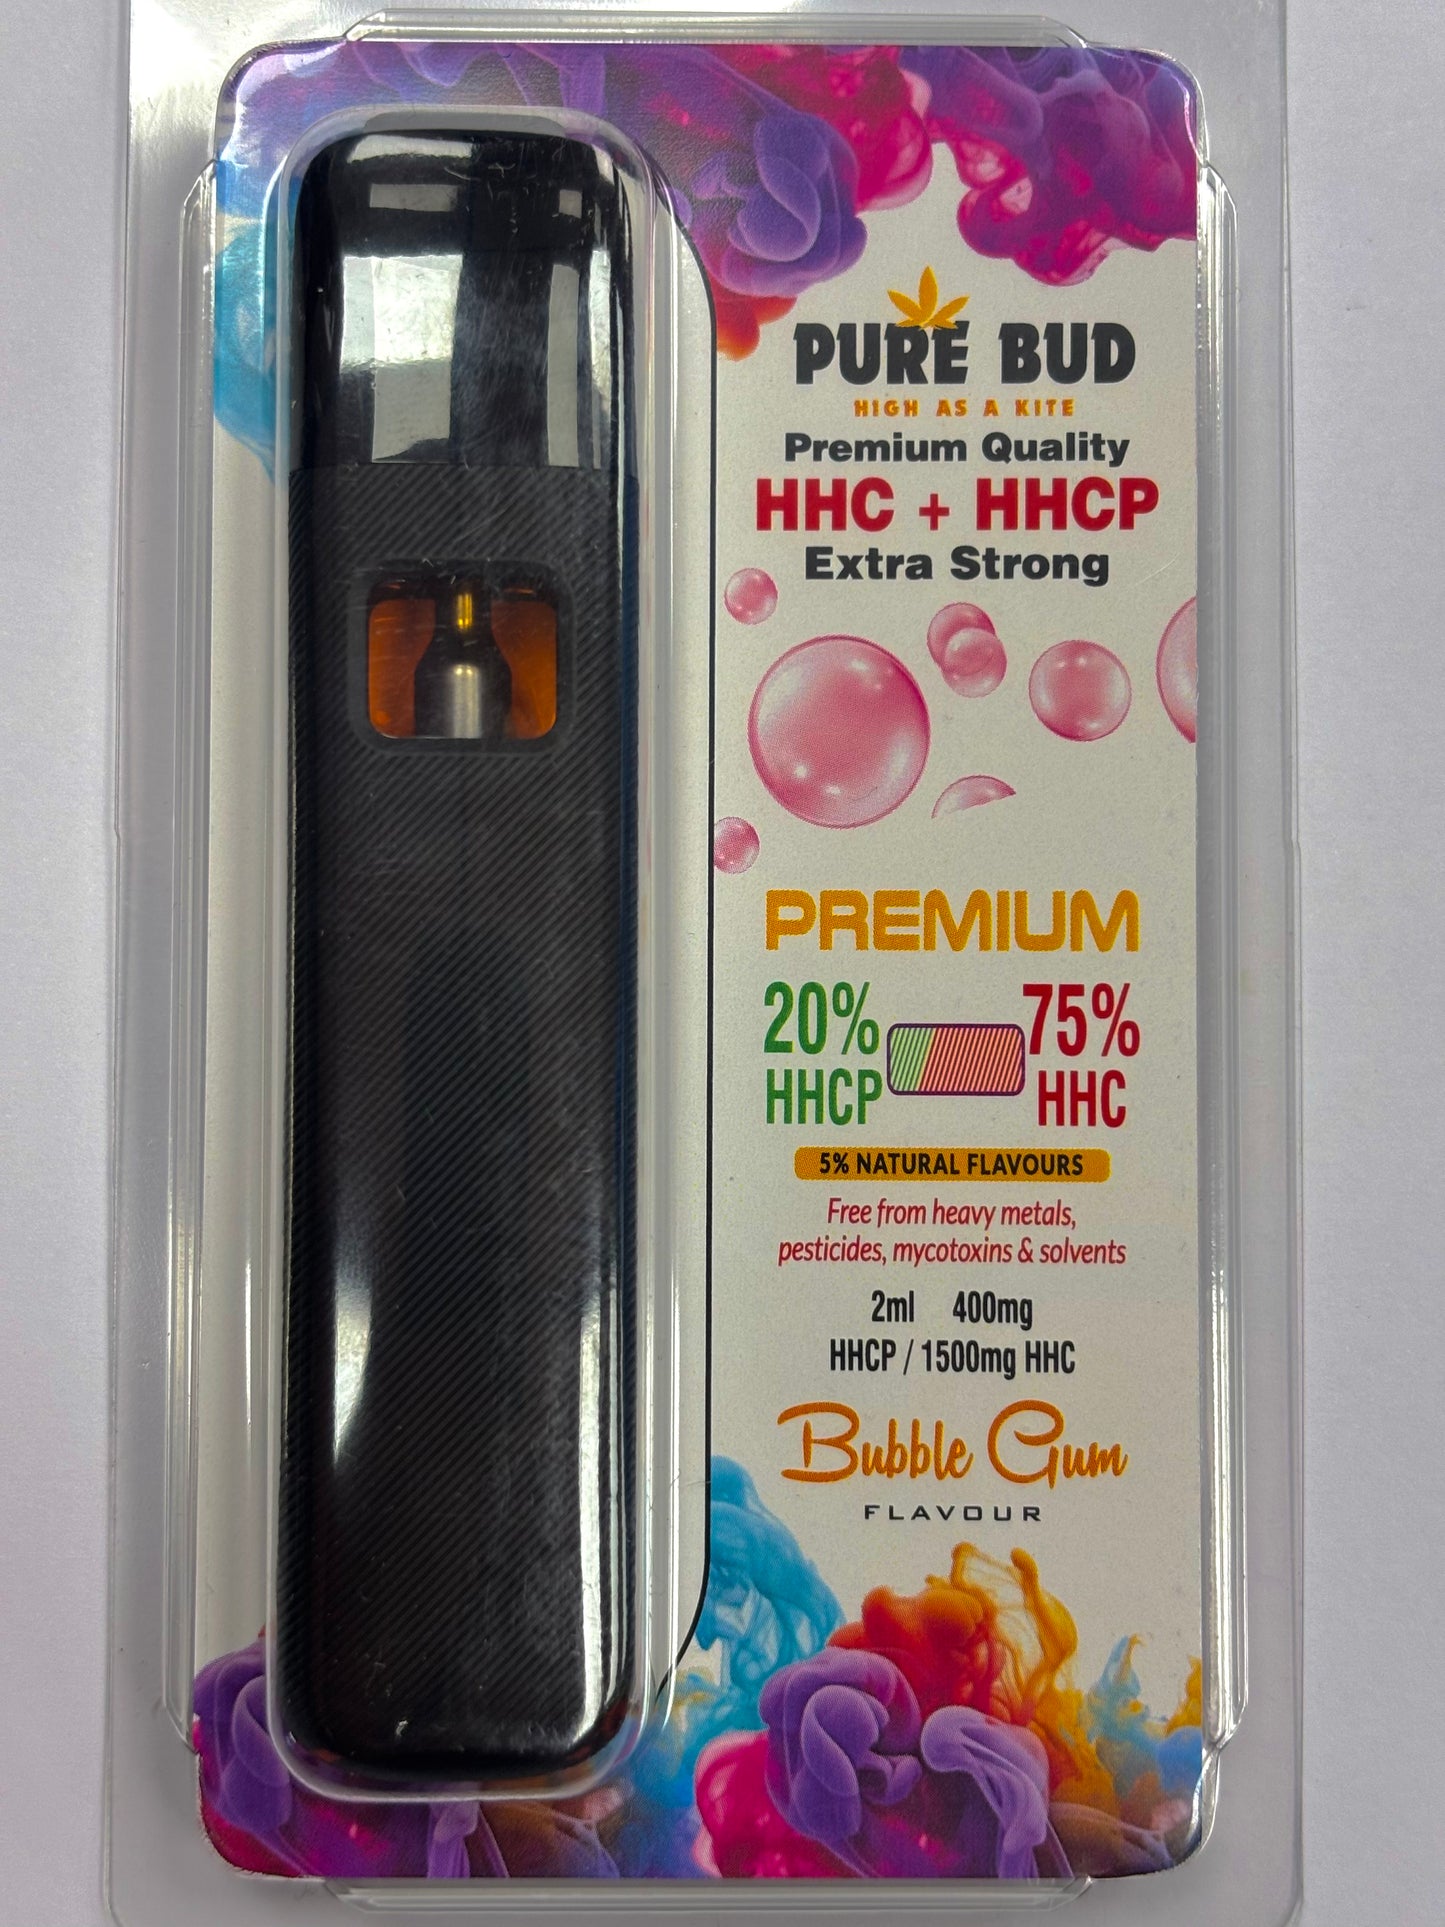 PURE BUD
HIGH AS A KITE
Premium Quality
HHC + HHCP
Extra Strong
PREMIUM
20% 75%
HHCP HHC
5% NATURAL FLAVOURS
Free from heavy metals,
pesticides, mycotoxins & solvents
2ml 400mg
HHCP / 1500mg HHC
Bubble Gum
FLAVOUR